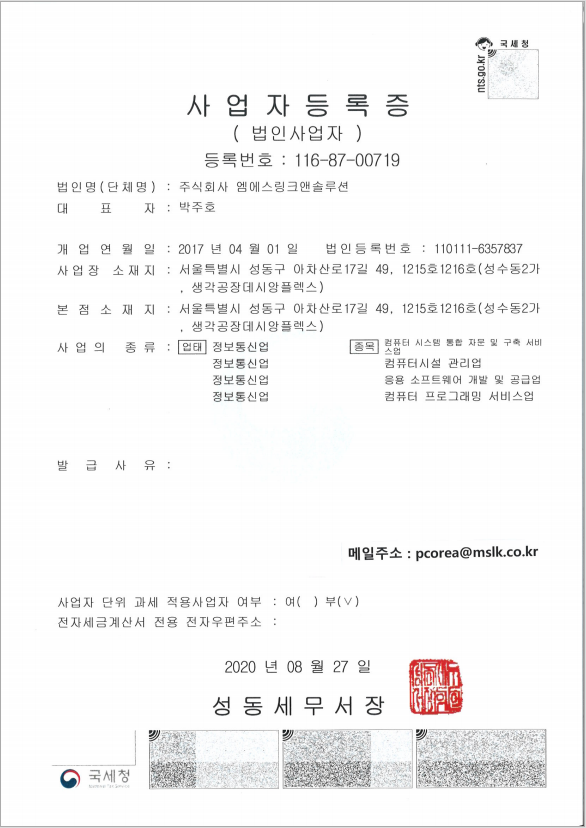 국세청
nts.go.kr
사업자등록증
( 법인사업자 )
등록번호 : 116-87-00719
법인명(단체명) : 주식회사 엠에스링크앤솔루션
대 표 자 : 박주호
개 업 연 월 일 : 2017 년 04 월 01 일 법인등록번호 : 110111-6357837
사업장 소재지 : 서울특별시 성동구 아차산로17길 49, 1215호1216호(성수동2가
, 생각공장데시앙플렉스)
본 점 소 재 지 : 서울특별시 성동구 아차산로17길 49, 1215호1216호(성수동2가
, 생각공장데시앙플렉스)
사 업 의 종 류 : 업태 정보통신업 종목 컴퓨터 시스템 통합 자문 및 구축 서비
스업
정보통신업 컴퓨터시설 관리업
정보통신업 응용 소프트웨어 개발 및 공급업
정보통신업 컴퓨터 프로그래밍 서비스업
발 급 사 유 :
메일주소 : pcorea@mslk.co.kr
사업자 단위 과세 적용사업자 여부 : 여( ) 부(∨)
전자세금계산서 전용 전자우편주소 :
2020 년 08 월 27 일
성동세무서장
국세청
National Tax Service